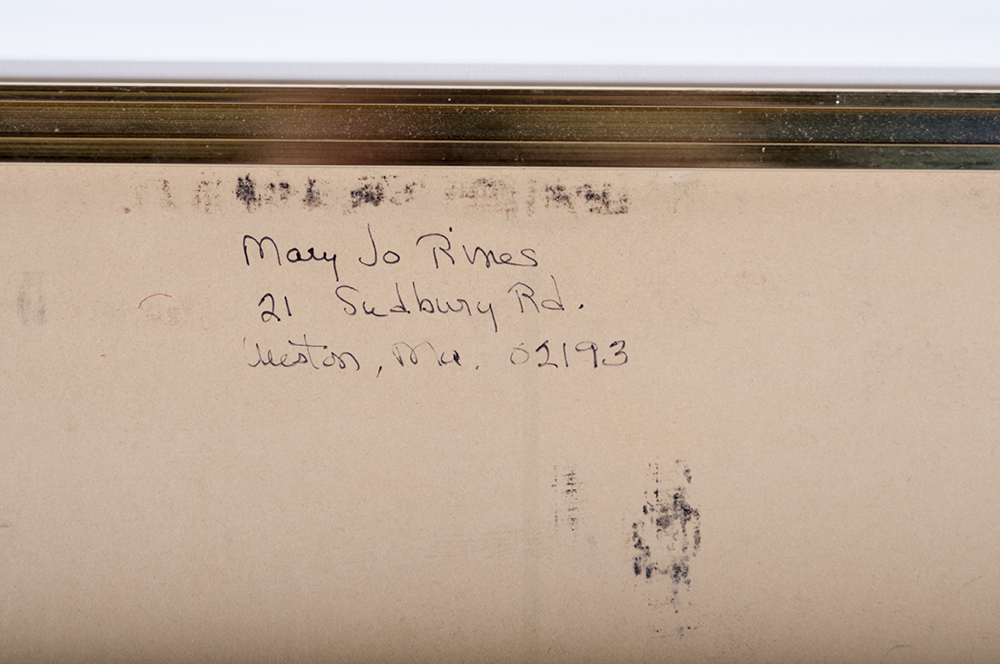 Mary Jo Rines
21 Sudbury Rd.
Weston, Ma. 02193